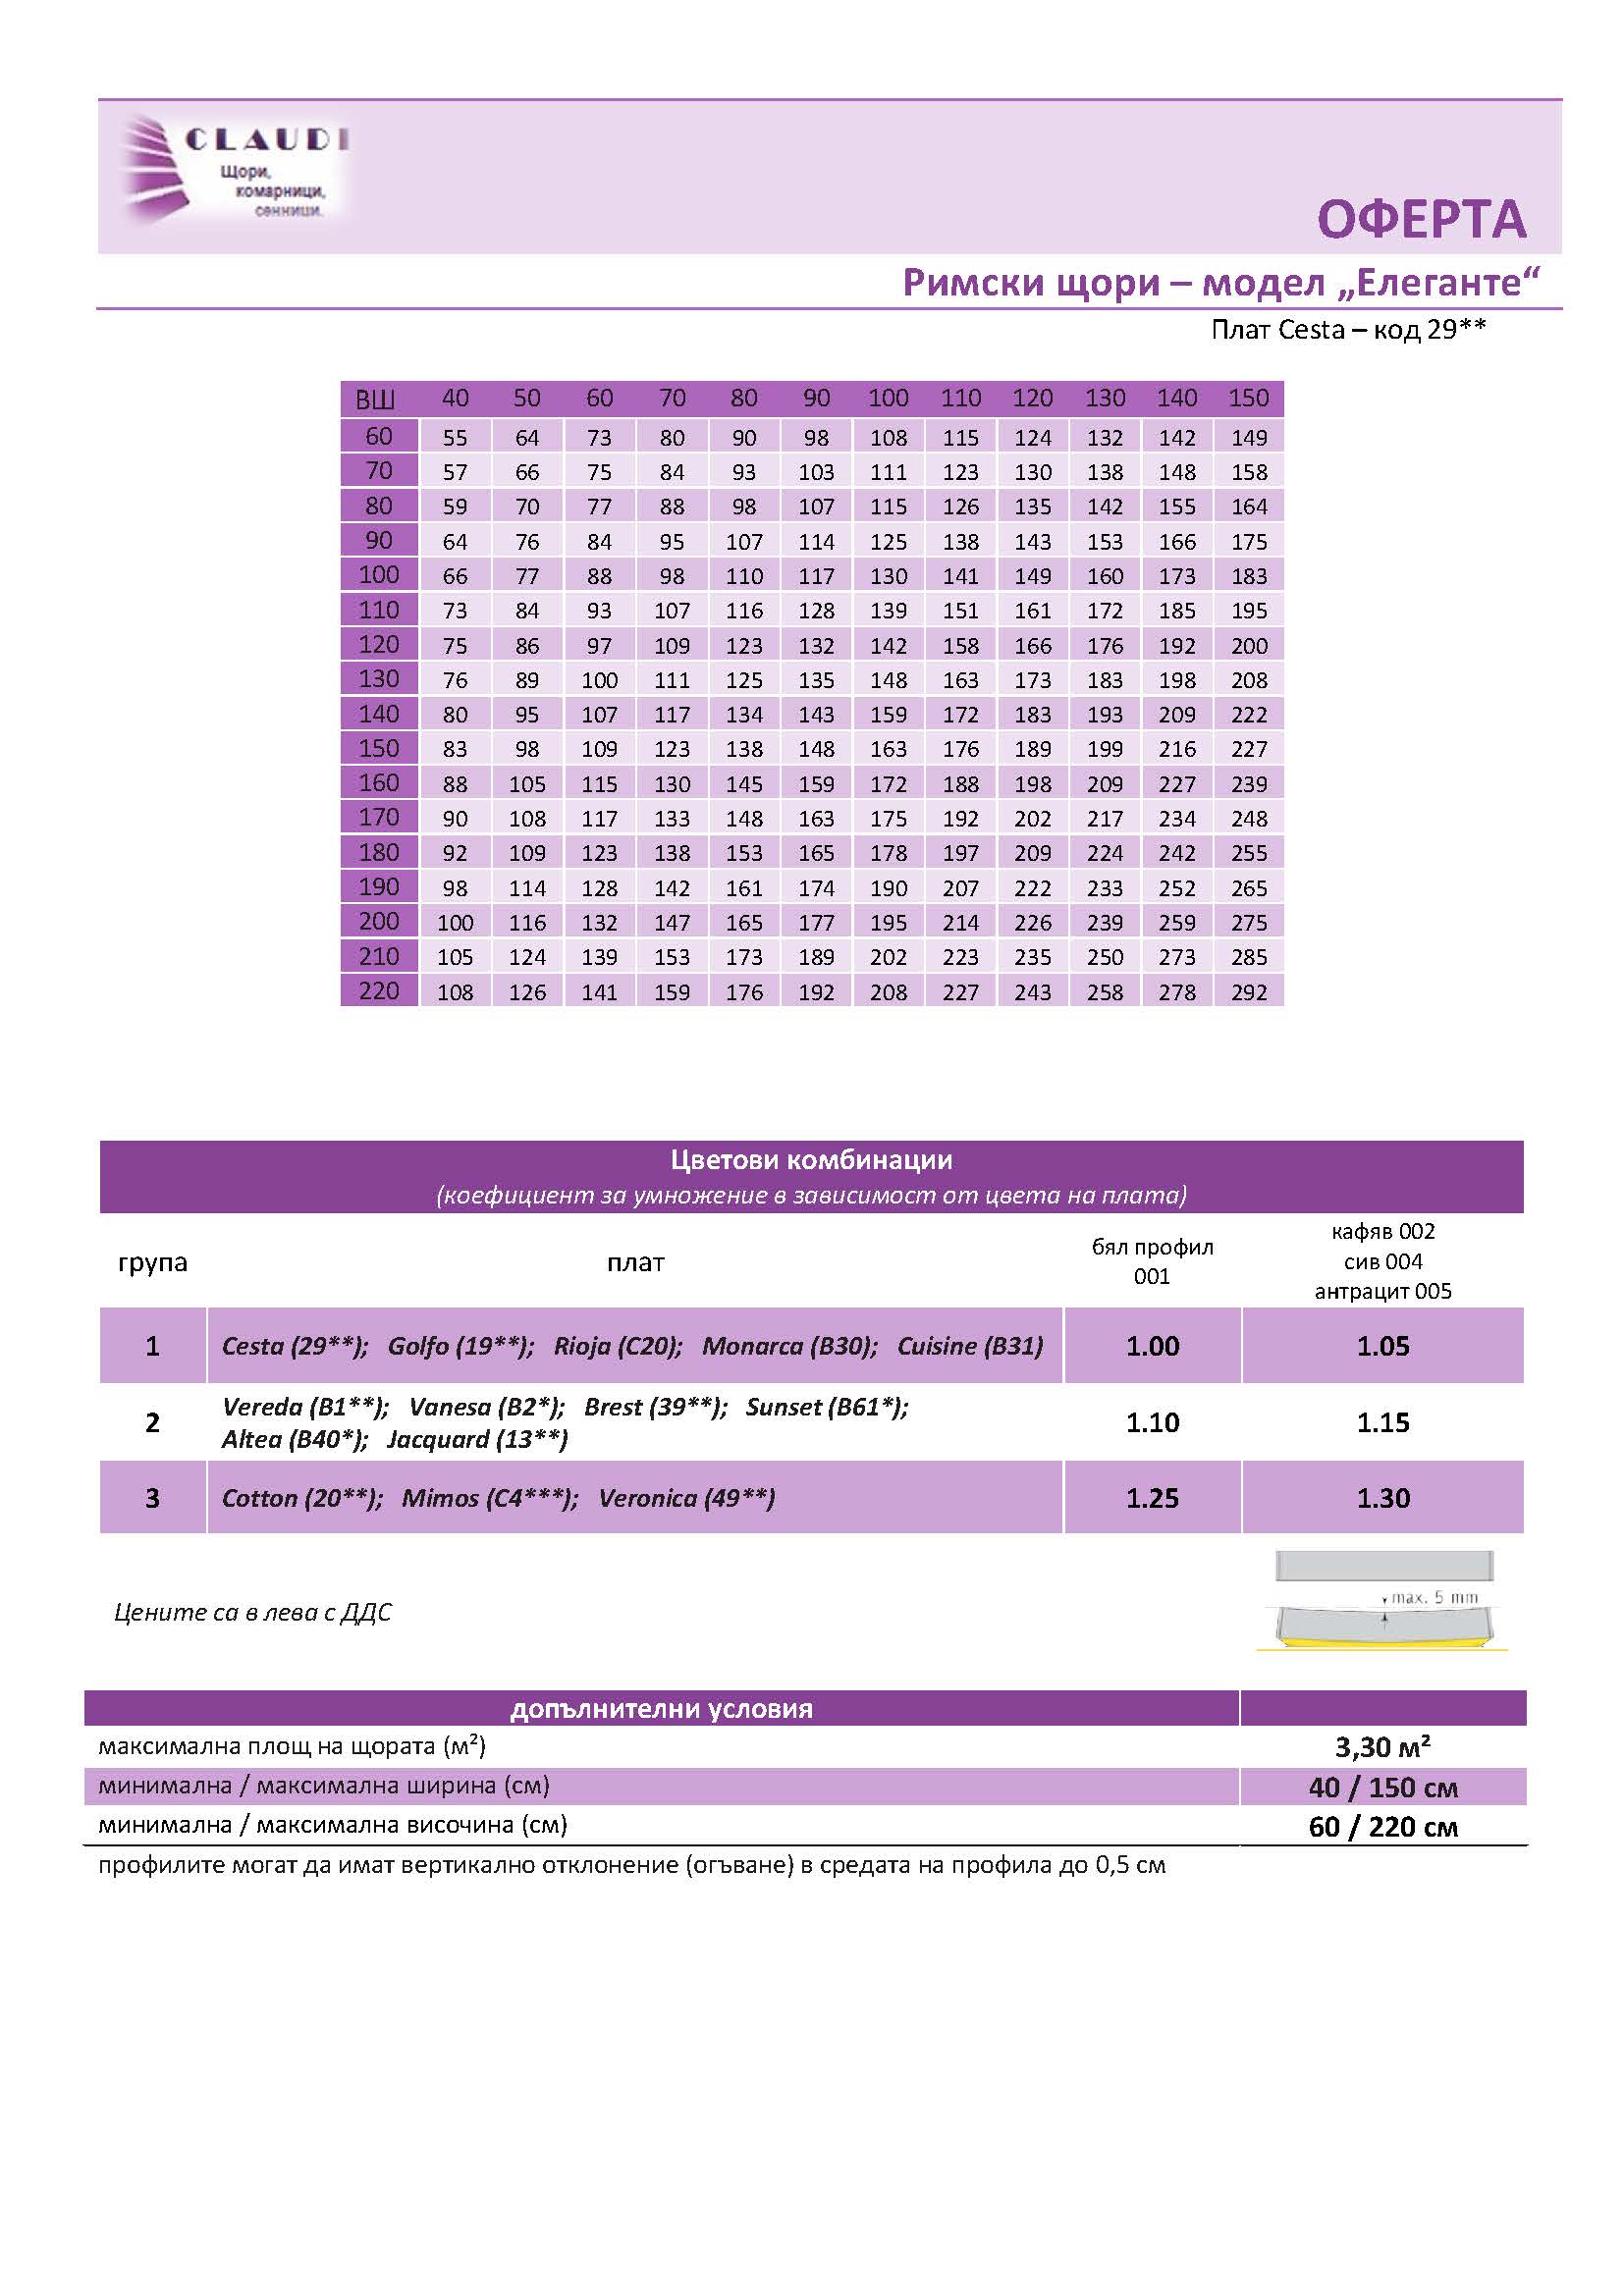 CLAUDI
Щори,
комарници,
сенници.
ОФЕРТА
Римски щори – модел „Елеганте“
Плат Cesta – код 29**
ВШ 40 50 60 70 80 90 100 110 120 130 140 150
60 55 64 73 80 90 98 108 115 124 132 142 149
70 57 66 75 84 93 103 111 123 130 138 148 158
80 59 70 77 88 98 107 115 126 135 142 155 164
90 64 76 84 95 107 114 125 138 143 153 166 175
100 66 77 88 98 110 117 130 141 149 160 173 183
110 73 84 93 107 116 128 139 151 161 172 185 195
120 75 86 97 109 123 132 142 158 166 176 192 200
130 76 89 100 111 125 135 148 163 173 183 198 208
140 80 95 107 117 134 143 159 172 183 193 209 222
150 83 98 109 123 138 148 163 176 189 199 216 227
160 88 105 115 130 145 159 172 188 198 209 227 239
170 90 108 117 133 148 163 175 192 202 217 234 248
180 92 109 123 138 153 165 178 197 209 224 242 255
190 98 114 128 142 161 174 190 207 222 233 252 265
200 100 116 132 147 165 177 195 214 226 239 259 275
210 105 124 139 153 173 189 202 223 235 250 273 285
220 108 126 141 159 176 192 208 227 243 258 278 292
Цветови комбинации
(коефициент за умножение в зависимост от цвета на плата)
група плат бял профил 001 кафяв 002 сив 004 антрацит 005
1 Cesta (29**); Golfo (19**); Rioja (C20); Monarca (B30); Cuisine (B31) 1.00 1.05
2 Vereda (B1**); Vanesa (B2*); Brest (39**); Sunset (B61*);
Altea (B40*); Jacquard (13**) 1.10 1.15
3 Cotton (20**); Mimos (C4***); Veronica (49**) 1.25 1.30
Цените са в лева с ДДС
max. 5 mm
допълнителни условия
максимална площ на щората (м²) 3,30 м²
минимална / максимална ширина (см) 40 / 150 см
минимална / максимална височина (см) 60 / 220 см
профилите могат да имат вертикално отклонение (огъване) в средата на профила до 0,5 см